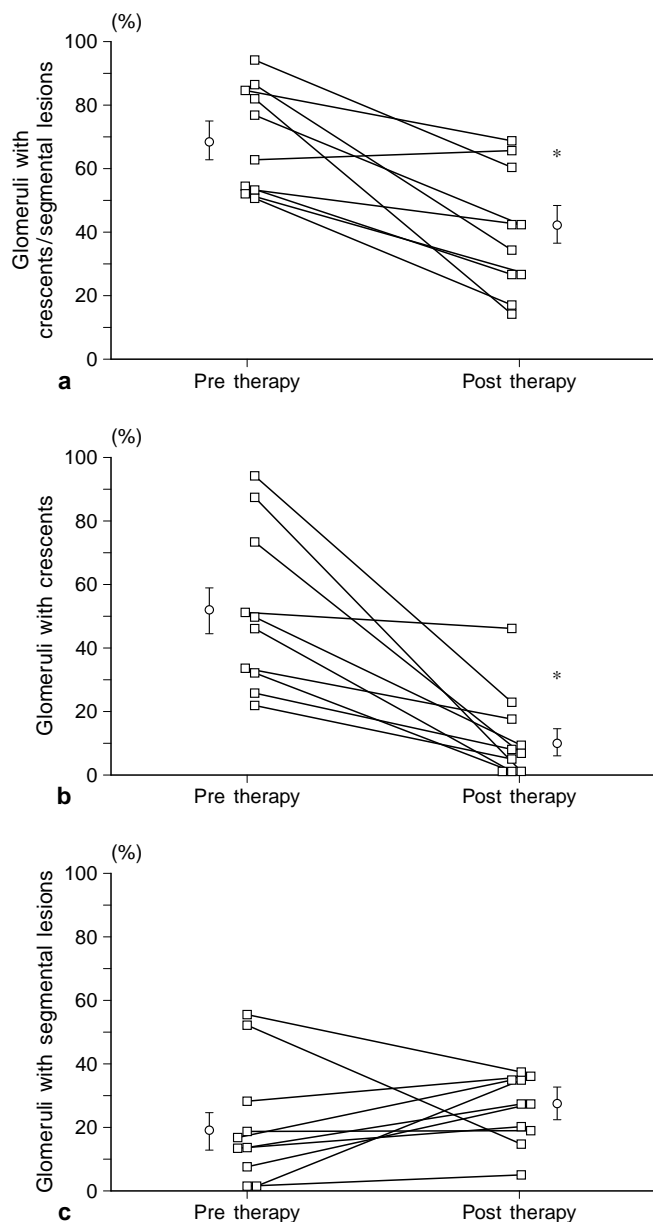 (%)
100
80
60
40
20
0
Glomeruli with
crescents/segmental lesions
*
a
Pre therapy
Post therapy
(%)
100
80
60
40
20
0
Glomeruli with crescents
*
b
Pre therapy
Post therapy
(%)
100
80
60
40
20
0
Glomeruli with segmental lesions
c
Pre therapy
Post therapy